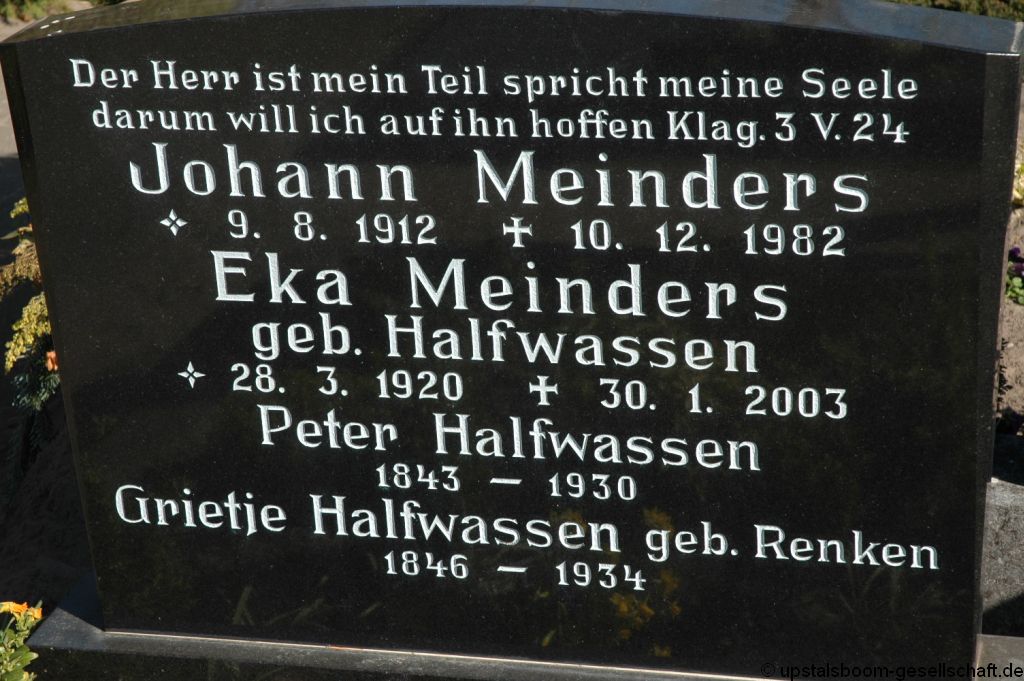 Der Herr ist mein Teil spricht meine Seele
darum will ich auf ihn hoffen Klag. 3 V. 24
Johann Meinders
9. 8. 1912 ✝ 10. 12. 1982
Eka Meinders
geb. Halfwassen
28. 3. 1920 ✝ 30. 1. 2003
Peter Halfwassen
1843 – 1930
Grietje Halfwassen geb. Renken
1846 – 1934
© upstalsboom-gesellschaft.de